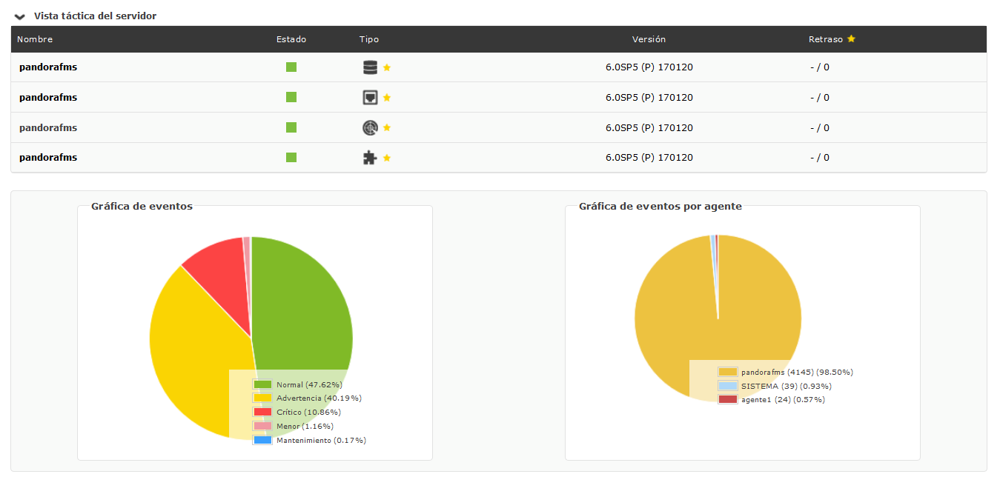 Vista táctica del servidor
Nombre Estado Tipo Versión Retraso
pandorafms 6.0SP5 (P) 170120 - / 0
pandorafms 6.0SP5 (P) 170120 - / 0
pandorafms 6.0SP5 (P) 170120 - / 0
pandorafms 6.0SP5 (P) 170120 - / 0
Gráfica de eventos
Normal (47.62%)
Advertencia (40.19%)
Crítico (10.86%)
Menor (1.16%)
Mantenimiento (0.17%)
Gráfica de eventos por agente
pandorafms (4145) (98.50%)
SISTEMA (39) (0.93%)
agente1 (24) (0.57%)